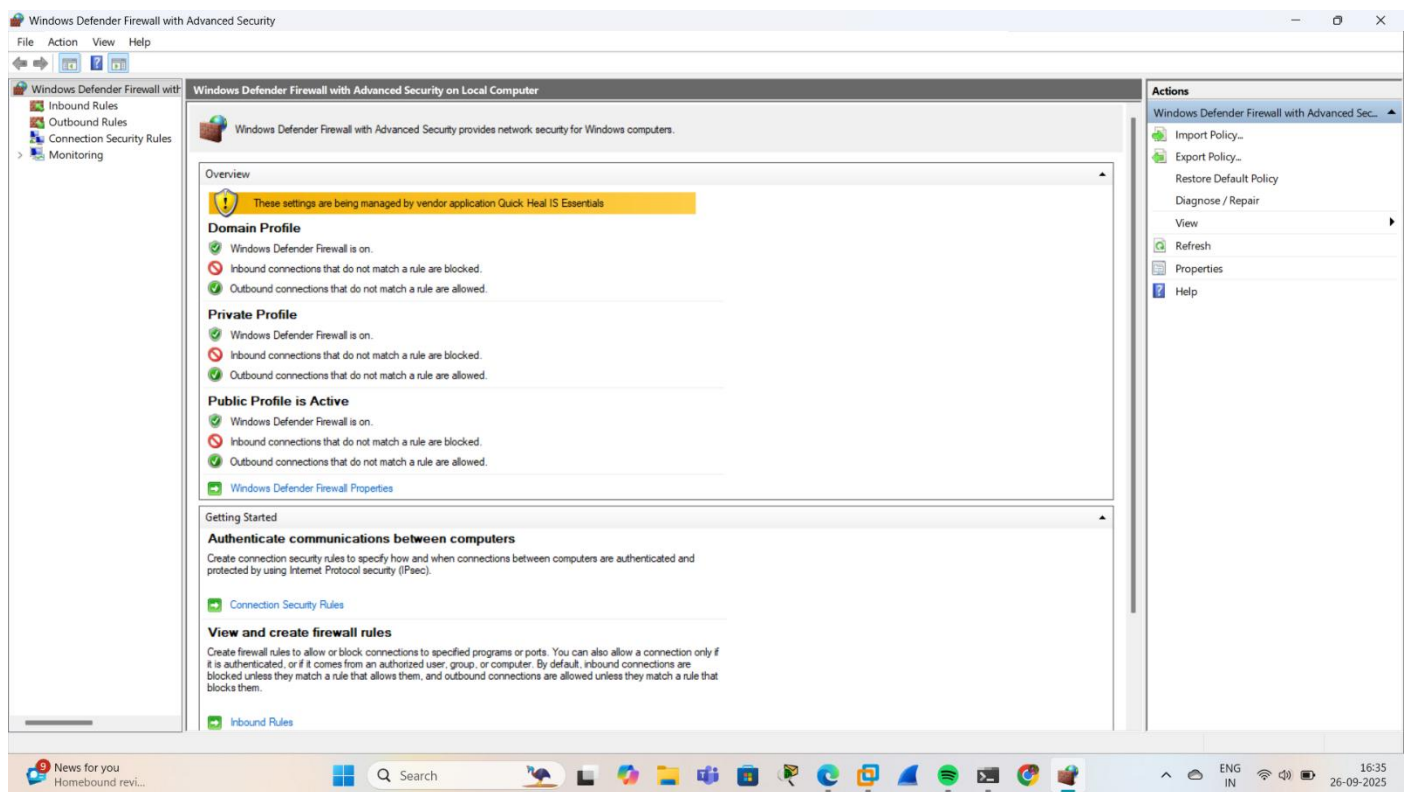 Windows Defender Firewall with Advanced Security
File Action View Help
Windows Defender Firewall with
Inbound Rules
Outbound Rules
Connection Security Rules
Monitoring
Windows Defender Firewall with Advanced Security on Local Computer
Windows Defender Firewall with Advanced Security provides network security for Windows computers.
Overview
These settings are being managed by vendor application Quick Heal IS Essentials
Domain Profile
Windows Defender Firewall is on.
Inbound connections that do not match a rule are blocked.
Outbound connections that do not match a rule are allowed.
Private Profile
Windows Defender Firewall is on.
Inbound connections that do not match a rule are blocked.
Outbound connections that do not match a rule are allowed.
Public Profile is Active
Windows Defender Firewall is on.
Inbound connections that do not match a rule are blocked.
Outbound connections that do not match a rule are allowed.
Windows Defender Firewall Properties
Getting Started
Authenticate communications between computers
Create connection security rules to specify how and when connections between computers are authenticated and
protected by using Internet Protocol security (IPsec).
Connection Security Rules
View and create firewall rules
Create firewall rules to allow or block connections to specified programs or ports. You can also allow a connection only if
it is authenticated, or if it comes from an authorized user, group, or computer. By default, inbound connections are
blocked unless they match a rule that allows them, and outbound connections are allowed unless they match a rule that
blocks them.
Inbound Rules
Actions
Windows Defender Firewall with Advanced Sec...
Import Policy...
Export Policy...
Restore Default Policy
Diagnose / Repair
View
Refresh
Properties
Help
9
News for you
Homebound revi...
Search
ENG
IN
16:35
26-09-2025